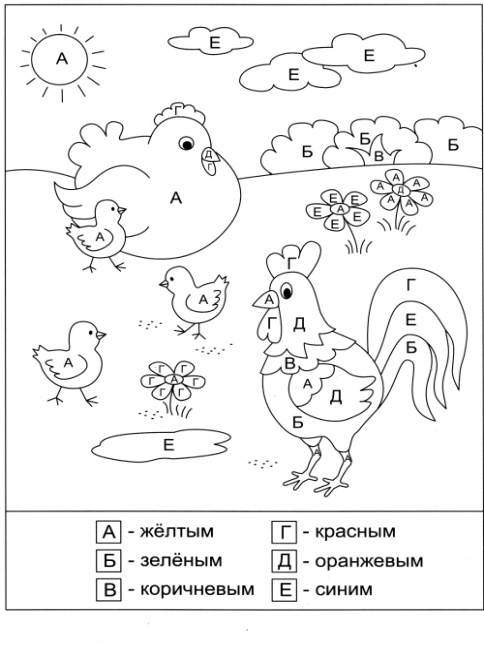 А
Е
Е
Е
Г
Д
Г
А
Б
Б
В
Б
А
А
А
А
А
А
Д
Е
Е
Е
Е
Е
А
А
А
А
Г
А
Г
Д
В
А
Д
Б
А
А
Г
Е
Б
Г
Г
Г
Г
Г
А
Е
А - жёлтым
Г - красным
Б - зелёным
Д - оранжевым
В - коричневым
Е - синим